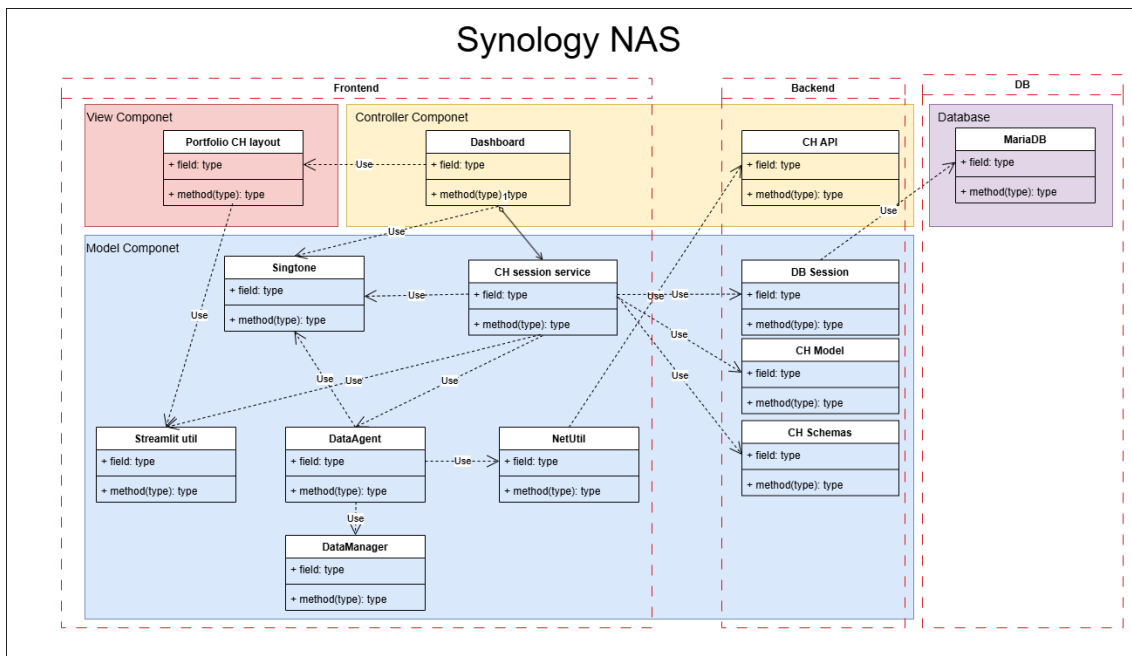 Synology NAS
Frontend
Backend
DB
View Componet
Controller Componet
Database
Portfolio CH layout
+ field: type
+ method(type): type
Use
Dashboard
+ field: type
+ method(type): type
1
CH API
+ field: type
+ method(type): type
MariaDB
+ field: type
+ method(type): type
Use
Use
Model Componet
Singtone
+ field: type
+ method(type): type
Use
CH session service
+ field: type
+ method(type): type
Use
Use
DB Session
+ field: type
+ method(type): type
Use
Use
CH Model
+ field: type
+ method(type): type
Use
Use
Use
Use
Use
CH Schemas
+ field: type
+ method(type): type
Streamlit util
+ field: type
+ method(type): type
DataAgent
+ field: type
+ method(type): type
Use
NetUtil
+ field: type
+ method(type): type
Use
DataManager
+ field: type
+ method(type): type